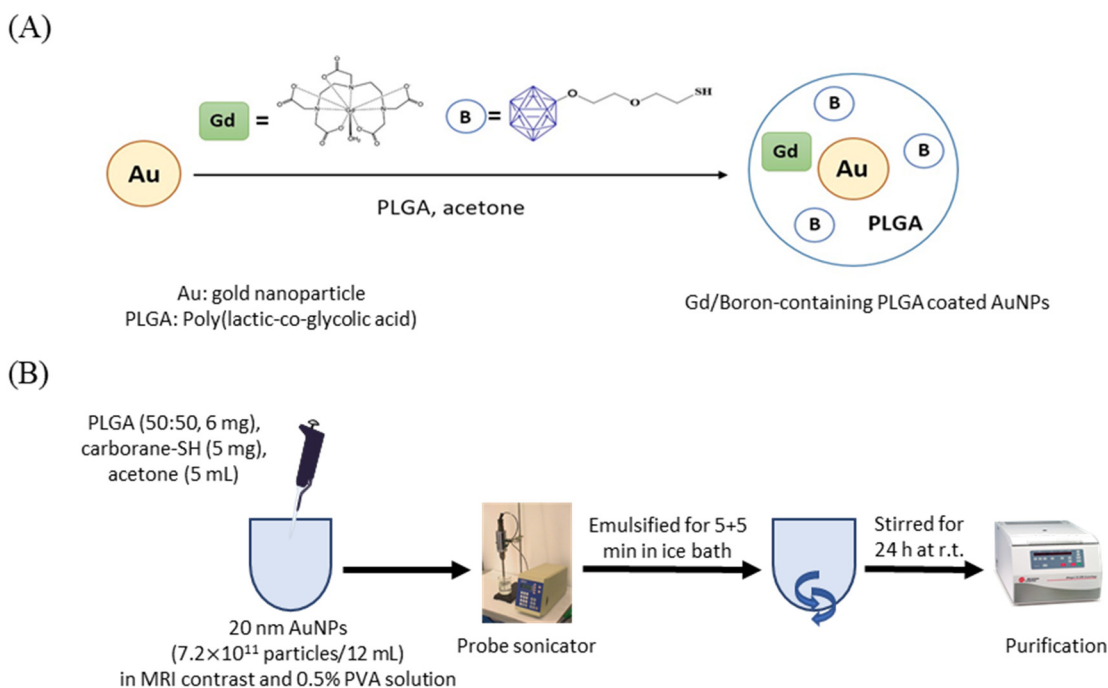 (A)
Gd
=
B
=
O
O
SH
Au
PLGA, acetone
B
Gd
Au
B
B
PLGA
Au: gold nanoparticle
PLGA: Poly(lactic-co-glycolic acid)
Gd/Boron-containing PLGA coated AuNPs
(B)
PLGA (50:50, 6 mg),
carborane-SH (5 mg),
acetone (5 mL)
Emulsified for 5+5
min in ice bath
Stirred for
24 h at r.t.
20 nm AuNPs
(7.2×10¹¹ particles/12 mL)
in MRI contrast and 0.5% PVA solution
Probe sonicator
Purification